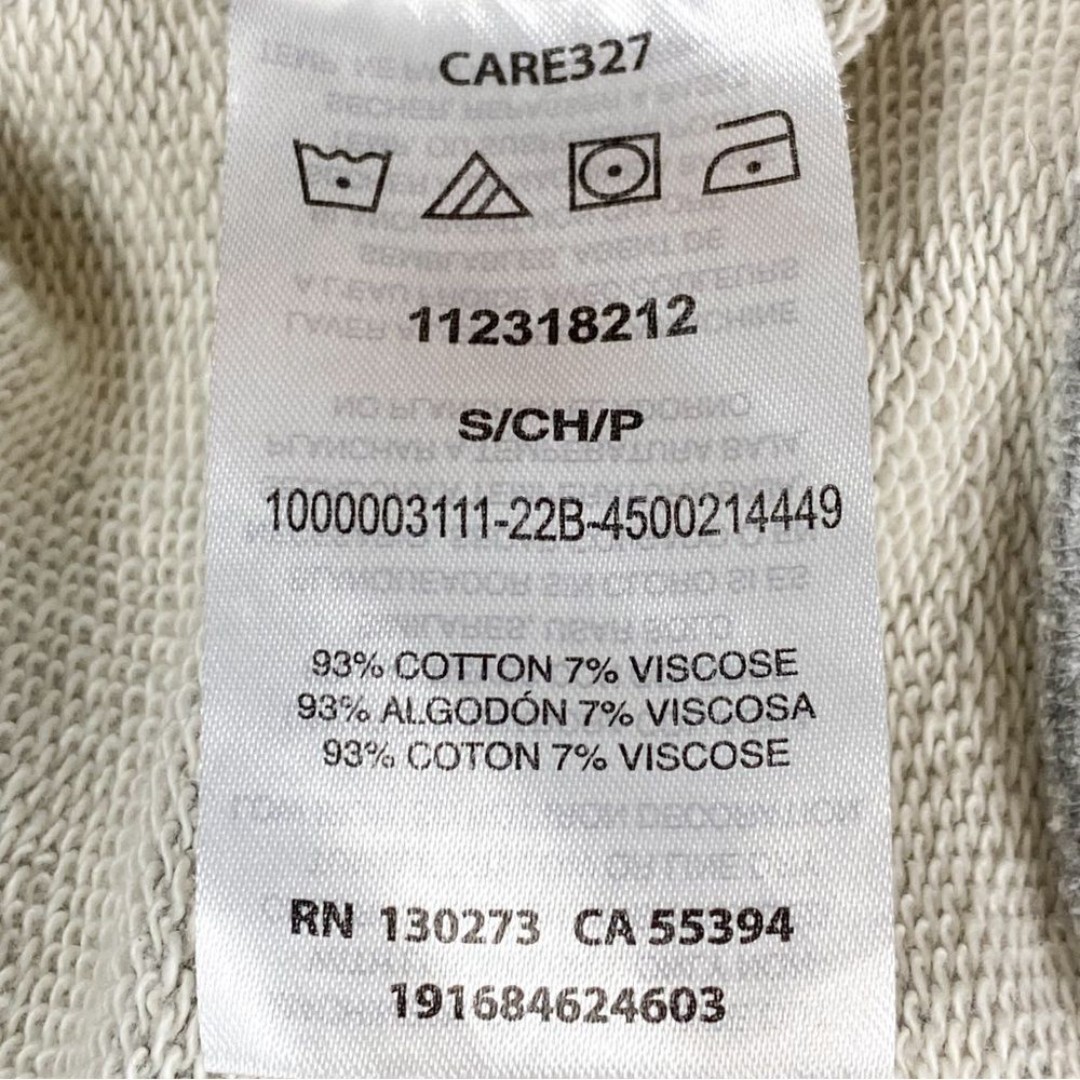 CARE327
112318212
S/CH/P
1000003111-22B-4500214449
93% COTTON 7% VISCOSE
93% ALGODÓN 7% VISCOSA
93% COTON 7% VISCOSE
RN 130273 CA 55394
191684624603